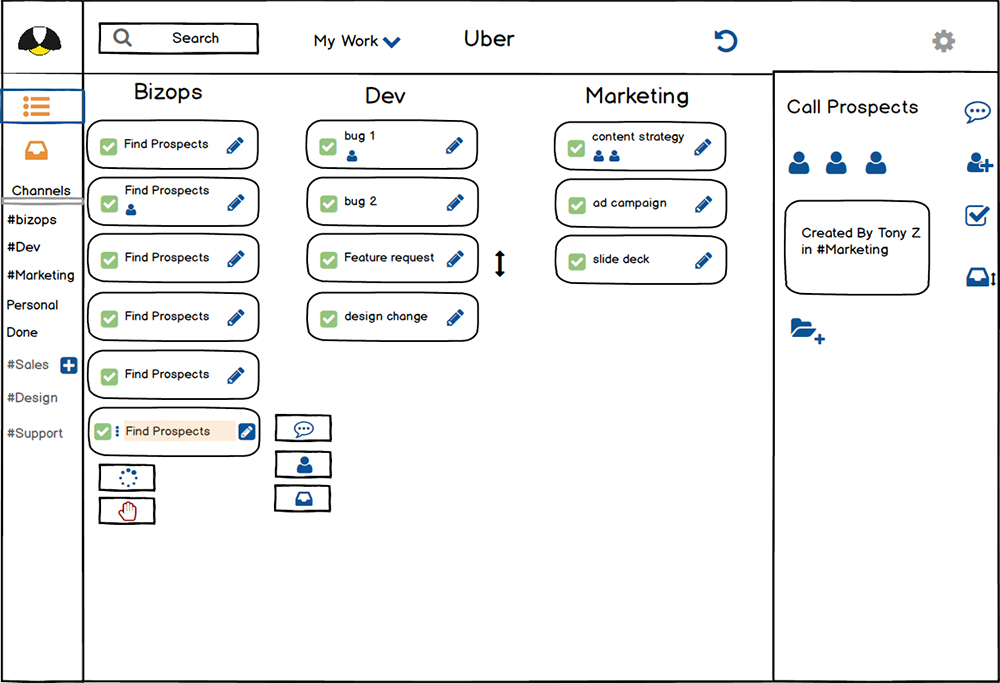 Search
My Work
Uber
Channels
#bizops
#Dev
#Marketing
Personal
Done
#Sales
#Design
#Support
Bizops
Find Prospects
Find Prospects
Find Prospects
Find Prospects
Find Prospects
Find Prospects
Dev
bug 1
bug 2
Feature request
design change
Marketing
content strategy
ad campaign
slide deck
Call Prospects
Created By Tony Z
in #Marketing